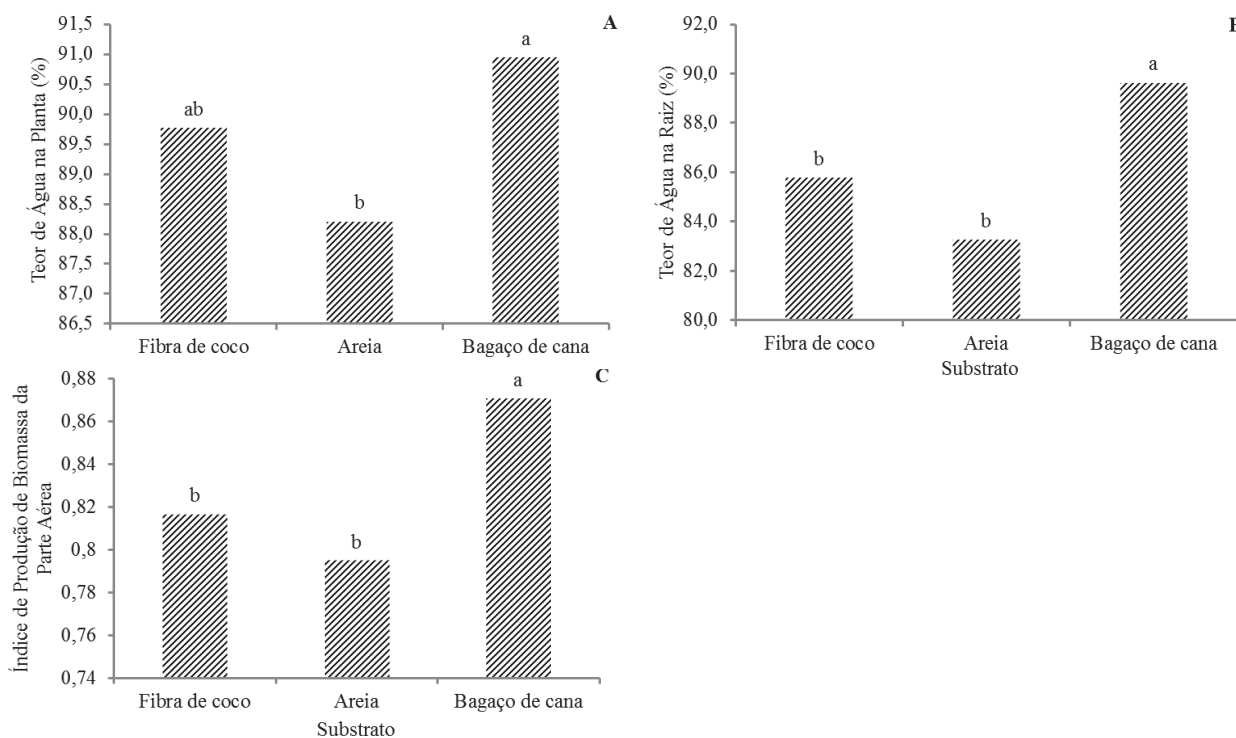 A
Teor de Água na Planta (%)
91,5
91,0
90,5
90,0
89,5
89,0
88,5
88,0
87,5
87,0
86,5
ab
b
a
Fibra de coco
Areia
Bagaço de cana
Teor de Água na Raiz (%)
92,0
90,0
88,0
86,0
84,0
82,0
80,0
b
b
a
Fibra de coco
Areia
Bagaço de cana
Substrato
C
Índice de Produção de Biomassa da
Parte Aérea
0,88
0,86
0,84
0,82
0,8
0,78
0,76
0,74
b
b
a
Fibra de coco
Areia
Bagaço de cana
Substrato